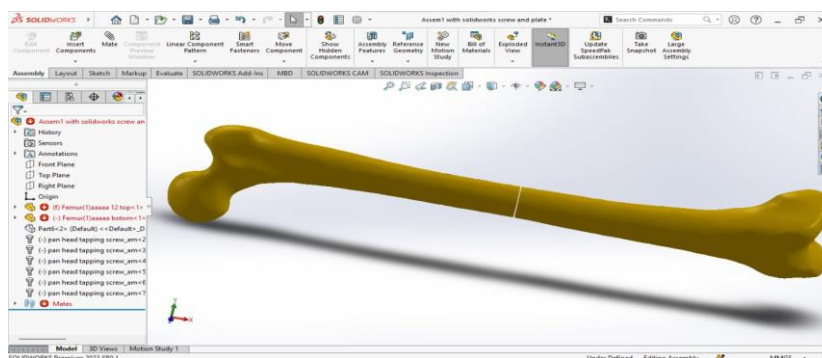 SOLIDWORKS
Assem1 with solidworks screw and plate *
Search Commands
Edit Component
Insert Components
Mate
Component Preview Window
Linear Component Pattern
Smart Fasteners
Move Component
Show Hidden Components
Assembly Features
Reference Geometry
New Motion Study
Bill of Materials
Exploded View
Instant3D
Update SpeedPak Subassemblies
Take Snapshot
Large Assembly Settings
Assembly Layout Sketch Markup Evaluate SOLIDWORKS Add-Ins MBD SOLIDWORKS CAM SOLIDWORKS Inspection
Assem1 with solidworks screw an
History
Sensors
Annotations
Front Plane
Top Plane
Right Plane
Origin
(f) Femur(1)aaaaa 12 top<1>
(-) Femur(1)aaaaa botom<1>
Part6<2> (Default) <<Default>_D
(-) pan head tapping screw_am<2
(-) pan head tapping screw_am<3
(-) pan head tapping screw_am<4
(-) pan head tapping screw_am<5
(-) pan head tapping screw_am<6
(-) pan head tapping screw_am<7
Mates
Y
X
Model 3D Views Motion Study 1
SOLIDWORKS Premium 2023 SP0.1
Under Defined Editing Assembly MMGS